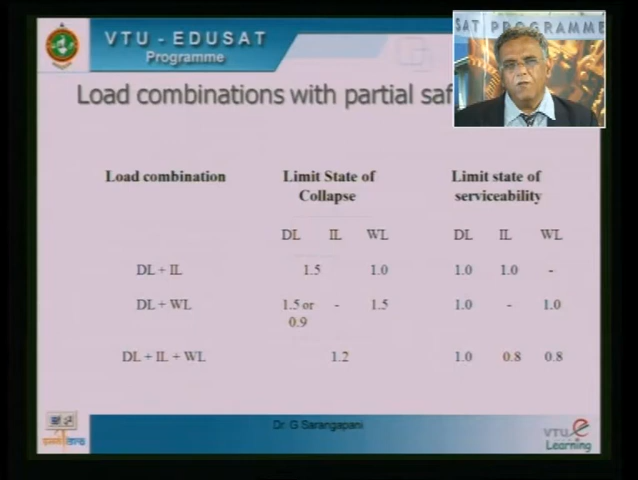 VTU - EDUSAT
Programme
SAT PROGRAMME
Load combinations with partial saf
Load combination Limit State of Collapse Limit state of serviceability
DL IL WL DL IL WL
DL + IL 1.5 1.0 1.0 1.0 -
DL + WL 1.5 or 0.9 - 1.5 1.0 - 1.0
DL + IL + WL 1.2 1.0 0.8 0.8
Dr. G Sarangapani
VTU e
Learning